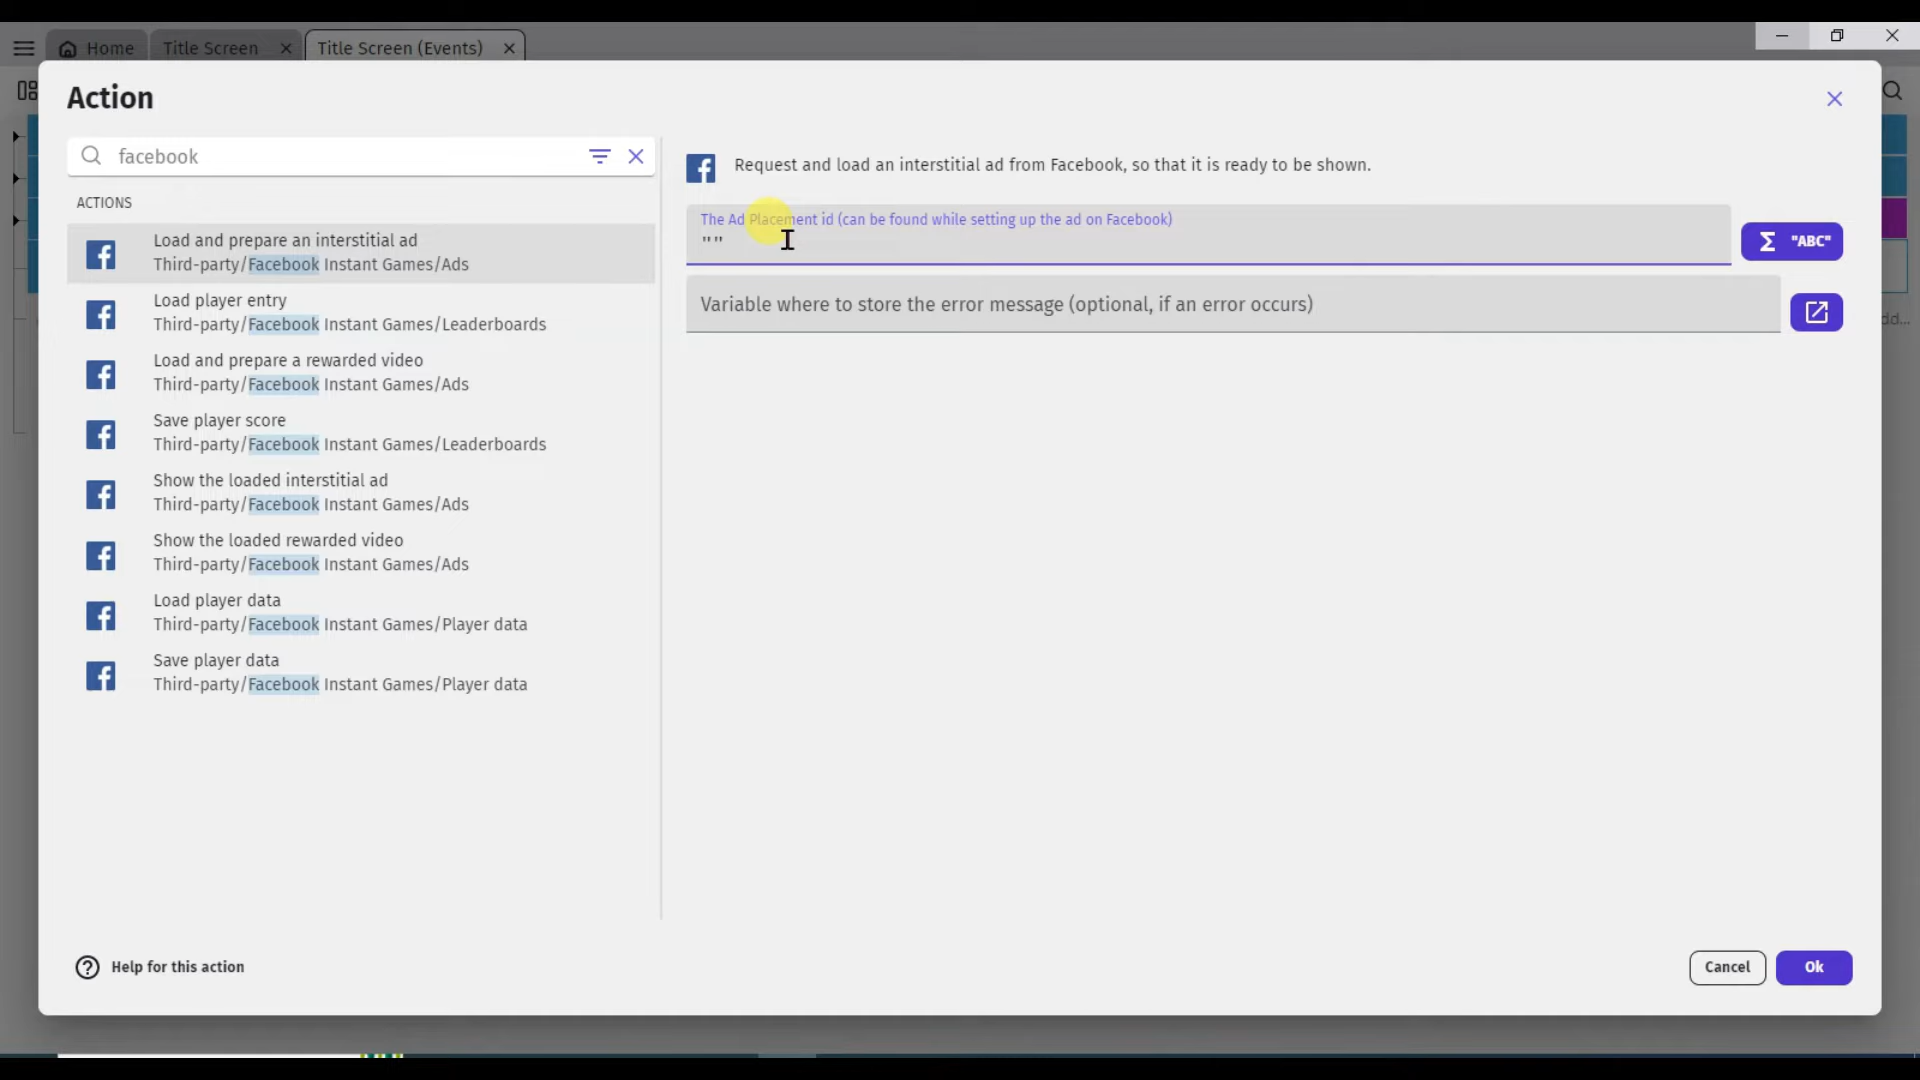 Home
Title Screen
Title Screen (Events)
Action
facebook
ACTIONS
Load and prepare an interstitial ad
Third-party/Facebook Instant Games/Ads
Load player entry
Third-party/Facebook Instant Games/Leaderboards
Load and prepare a rewarded video
Third-party/Facebook Instant Games/Ads
Save player score
Third-party/Facebook Instant Games/Leaderboards
Show the loaded interstitial ad
Third-party/Facebook Instant Games/Ads
Show the loaded rewarded video
Third-party/Facebook Instant Games/Ads
Load player data
Third-party/Facebook Instant Games/Player data
Save player data
Third-party/Facebook Instant Games/Player data
Request and load an interstitial ad from Facebook, so that it is ready to be shown.
The Ad Placement id (can be found while setting up the ad on Facebook)
""
Σ "ABC"
Variable where to store the error message (optional, if an error occurs)
Help for this action
Cancel
Ok